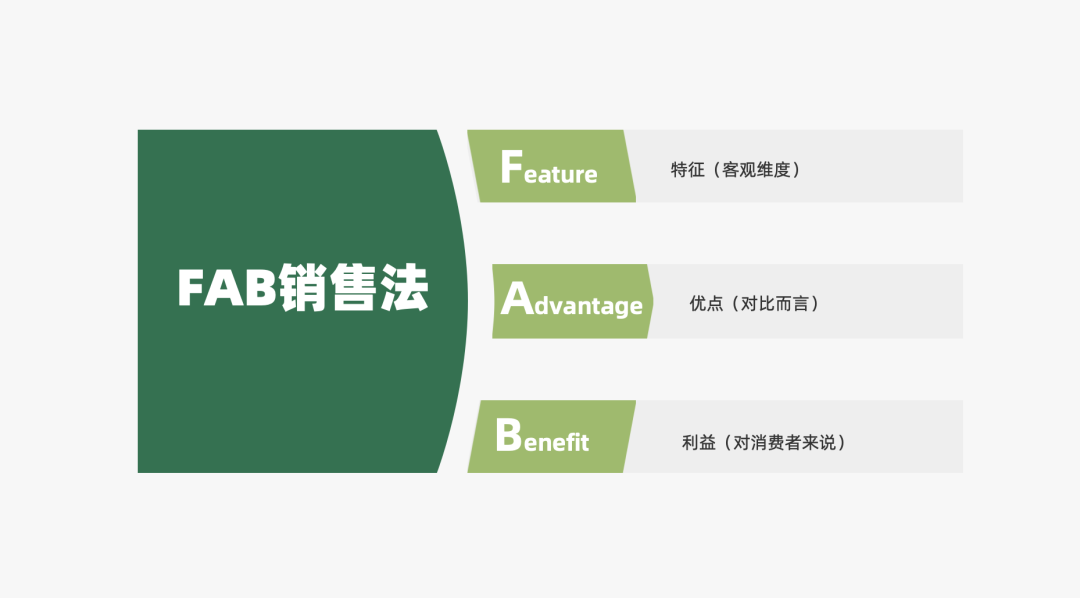 FAB销售法
Feature
特征（客观维度）
Advantage
优点（对比而言）
Benefit
利益（对消费者来说）